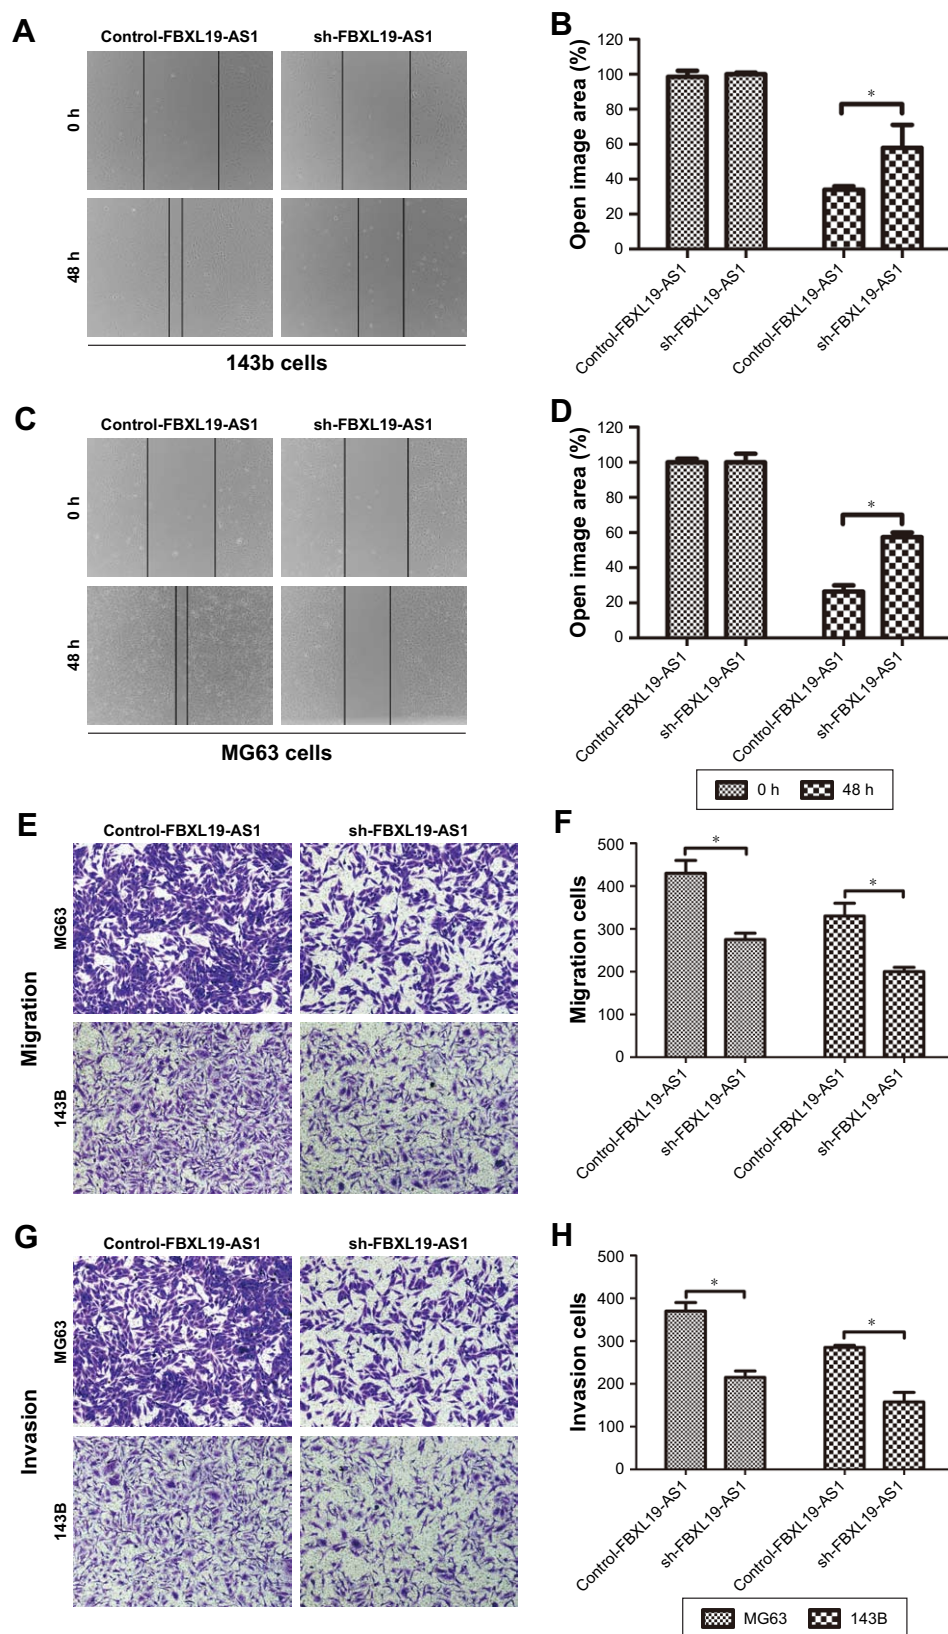 A
Control-FBXL19-AS1
sh-FBXL19-AS1
0 h
48 h
143b cells
B
Open image area (%)
120
100
80
60
40
20
0
*
Control-FBXL19-AS1
sh-FBXL19-AS1
Control-FBXL19-AS1
sh-FBXL19-AS1
C
Control-FBXL19-AS1
sh-FBXL19-AS1
0 h
48 h
MG63 cells
D
Open image area (%)
120
100
80
60
40
20
0
*
Control-FBXL19-AS1
sh-FBXL19-AS1
Control-FBXL19-AS1
sh-FBXL19-AS1
0 h
48 h
E
Control-FBXL19-AS1
sh-FBXL19-AS1
Migration
MG63
143B
F
Migration cells
500
400
300
200
100
0
*
*
Control-FBXL19-AS1
sh-FBXL19-AS1
Control-FBXL19-AS1
sh-FBXL19-AS1
G
Control-FBXL19-AS1
sh-FBXL19-AS1
Invasion
MG63
143B
H
Invasion cells
500
400
300
200
100
0
*
*
Control-FBXL19-AS1
sh-FBXL19-AS1
Control-FBXL19-AS1
sh-FBXL19-AS1
MG63
143B